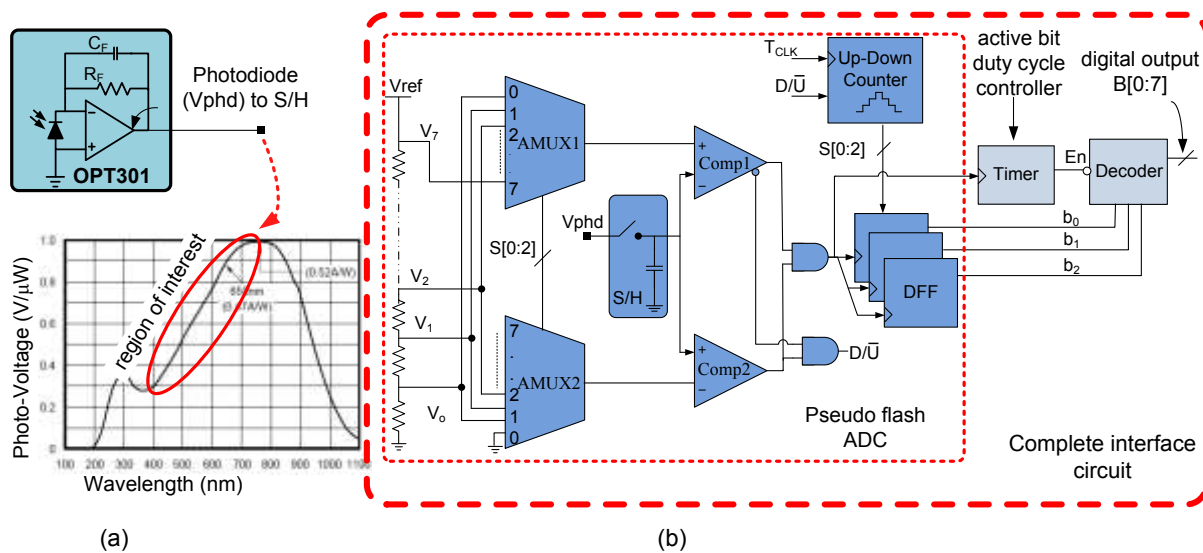 C_F
R_F
OPT301
Photodiode
(Vphd) to S/H
Photo-Voltage (V/μW)
1.0
0.8
0.6
0.4
0.2
0
region of interest
(0.52A/W)
100 200 300 400 500 600 700 800 900 1000 1100
Wavelength (nm)
(a)
Vref
V₇
V₂
V₁
Vₒ
0
1
2
7
AMUX1
S[0:2]
7
2
1
0
AMUX2
Vphd
S/H
+
Comp1
−
+
Comp2
−
T_CLK
D/U̅
Up-Down
Counter
S[0:2]
DFF
D/U̅
Pseudo flash
ADC
active bit
duty cycle
controller
Timer
En
Decoder
digital output
B[0:7]
b₀
b₁
b₂
Complete interface
circuit
(b)